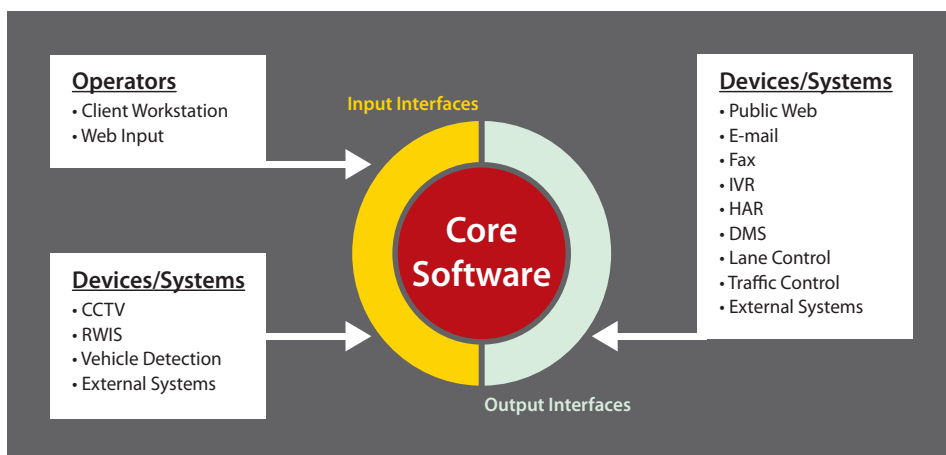 Operators
• Client Workstation
• Web Input
Input Interfaces
Devices/Systems
• CCTV
• RWIS
• Vehicle Detection
• External Systems
Core
Software
Output Interfaces
Devices/Systems
• Public Web
• E-mail
• Fax
• IVR
• HAR
• DMS
• Lane Control
• Traffic Control
• External Systems